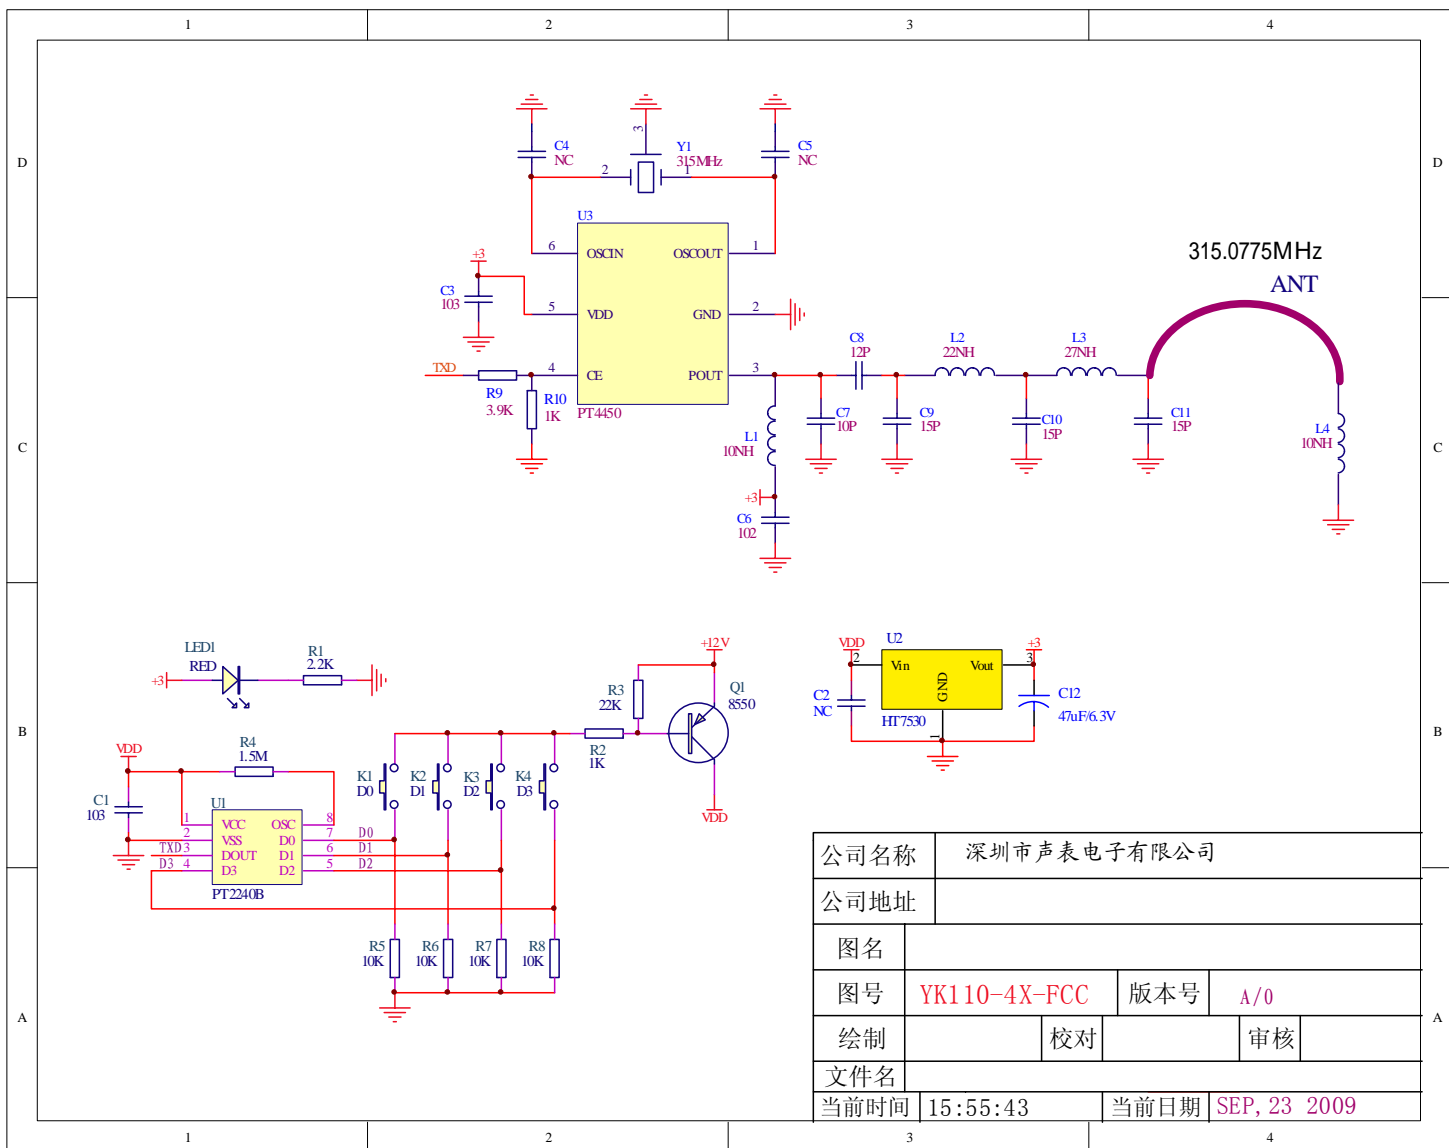 1 2 3 4
D D
C4
NC
3
Y1
315MHz
C5
NC
2 1
U3
6 OSCIN OSCOUT 1
+3
C3
103
5 VDD GND 2
TXD 4 CE POUT 3
R9
3.9K
R10
1K
PT4450
315.0775MHz
ANT
C8
12P
L2
22NH
L3
27NH
C7
10P
C9
15P
C10
15P
C11
15P
L1
10NH
L4
10NH
+3
C6
102
C C
LED1
RED
R1
2.2K
+3
+12V
R3
22K
Q1
8550
R2
1K
VDD
VDD
U2
+3
2 Vin Vout 3
GND
1
HT7530
C2
NC
C12
47uF/6.3V
B B
VDD
R4
1.5M
C1
103
U1
1 VCC OSC 8
2 VSS D0 7 D0
TXD 3 DOUT D1 6 D1
D3 4 D3 D2 5 D2
PT2240B
K1
D0
K2
D1
K3
D2
K4
D3
R5
10K
R6
10K
R7
10K
R8
10K
A A
公司名称 深圳市声表电子有限公司
公司地址
图名
图号 YK110-4X-FCC 版本号 A/0
绘制 校对 审核
文件名
当前时间 15:55:43 当前日期 SEP, 23 2009
1 2 3 4